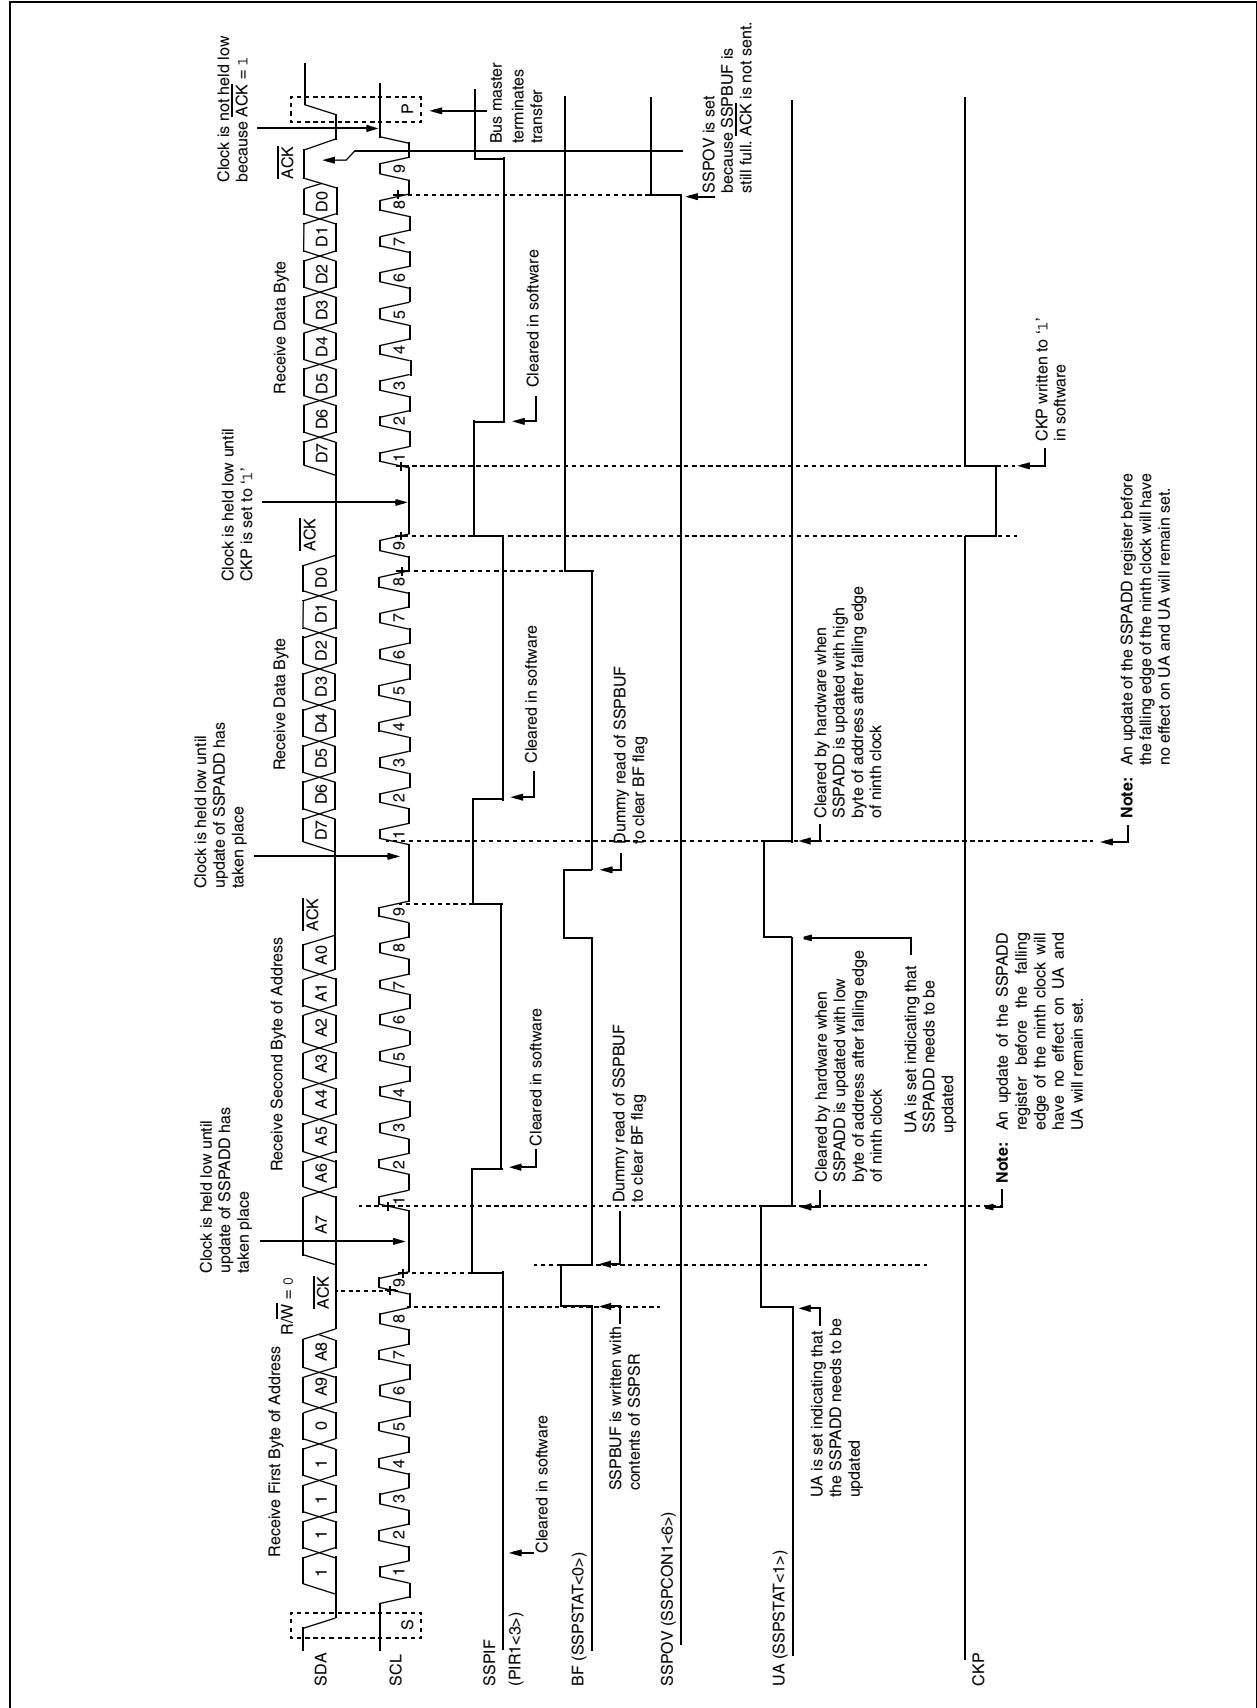 Receive First Byte of Address
R/W = 0
ACK
Clock is held low until
update of SSPADD has
taken place
Receive Second Byte of Address
ACK
Clock is held low until
update of SSPADD has
taken place
Receive Data Byte
ACK
Clock is held low until
CKP is set to ‘1’
Receive Data Byte
ACK
Clock is not held low
because ACK = 1
SDA
1 1 1 1 0 A9 A8
A7 A6 A5 A4 A3 A2 A1 A0
D7 D6 D5 D4 D3 D2 D1 D0
D7 D6 D5 D4 D3 D2 D1 D0
SCL
S
1 2 3 4 5 6 7 8 9
1 2 3 4 5 6 7 8 9
1 2 3 4 5 6 7 8 9
1 2 3 4 5 6 7 8 9
P
Bus master
terminates
transfer
SSPIF
(PIR1<3>)
Cleared in software
Cleared in software
Cleared in software
Cleared in software
BF (SSPSTAT<0>)
SSPBUF is written with
contents of SSPSR
Dummy read of SSPBUF
to clear BF flag
Dummy read of SSPBUF
to clear BF flag
SSPOV (SSPCON1<6>)
SSPOV is set
because SSPBUF is
still full. ACK is not sent.
UA (SSPSTAT<1>)
UA is set indicating that
the SSPADD needs to be
updated
Cleared by hardware when
SSPADD is updated with low
byte of address after falling edge
of ninth clock
UA is set indicating that
SSPADD needs to be
updated
Cleared by hardware when
SSPADD is updated with high
byte of address after falling edge
of ninth clock
CKP
CKP written to ‘1’
in software
Note: An update of the SSPADD
register before the falling
edge of the ninth clock will
have no effect on UA and
UA will remain set.
Note: An update of the SSPADD register before
the falling edge of the ninth clock will have
no effect on UA and UA will remain set.